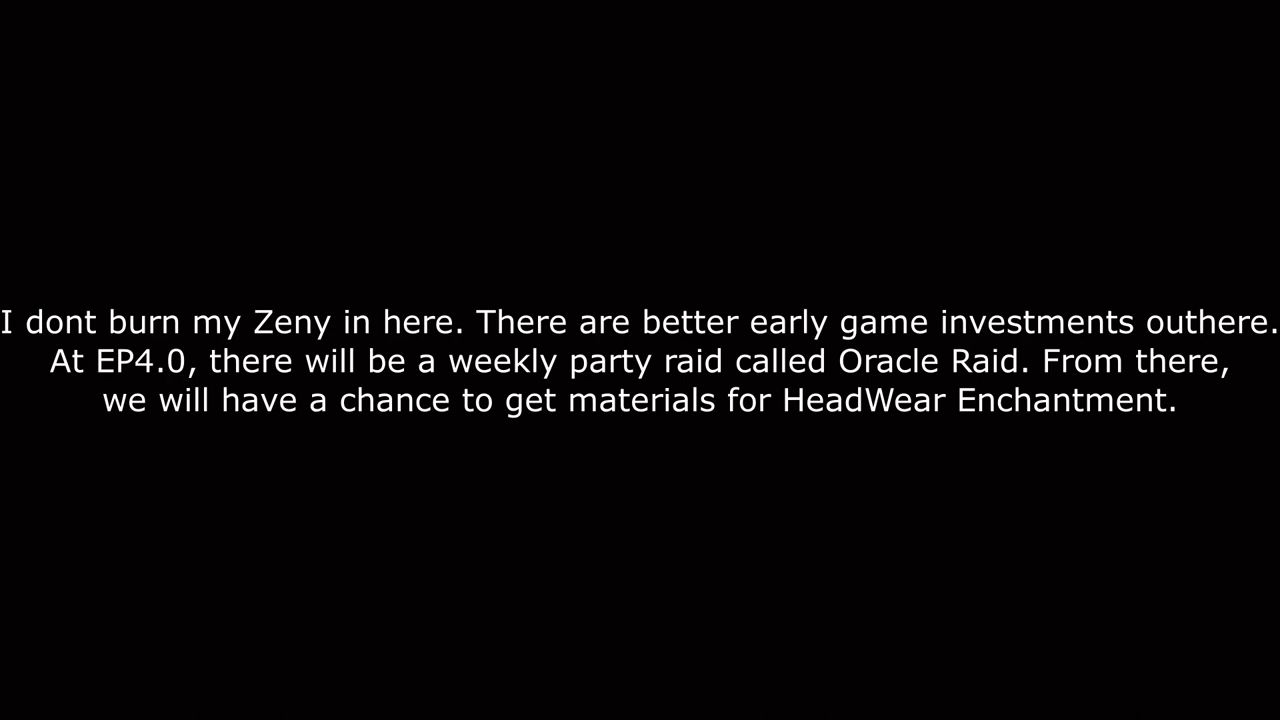 I dont burn my Zeny in here. There are better early game investments outhere.
At EP4.0, there will be a weekly party raid called Oracle Raid. From there,
we will have a chance to get materials for HeadWear Enchantment.